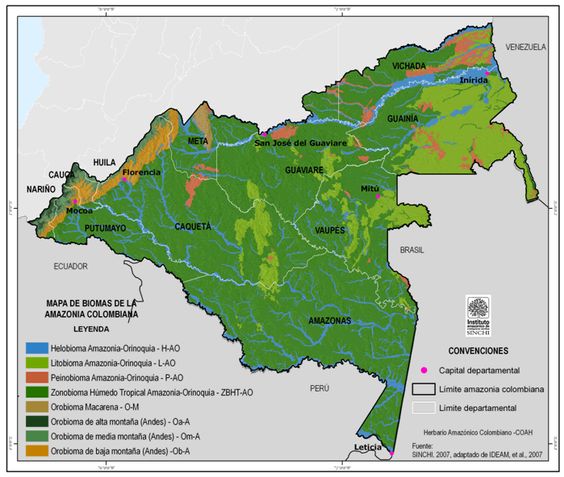 VENEZUELA
VICHADA
Inirida
GUAINÍA
META
San José del Guaviare
HUILA
CAUCA
Florencia
GUAVIARE
NARIÑO
Mitú
Mocoa
PUTUMAYO
CAQUETÁ
VAUPÉS
BRASIL
ECUADOR
MAPA DE BIOMAS DE LA
AMAZONIA COLOMBIANA
LEYENDA
AMAZONAS
PERÚ
Leticia
Helobioma Amazonia-Orinoquia - H-AO
Litobioma Amazonia-Orinoquia - L-AO
Peinobioma Amazonia-Orinoquia - P-AO
Zonobioma Húmedo Tropical Amazonia-Orinoquia - ZBHT-AO
Orobioma Macarena - O-M
Orobioma de alta montaña (Andes) - Oa-A
Orobioma de media montaña (Andes) - Om-A
Orobioma de baja montaña (Andes) -Ob-A
Instituto
SINCHI
CONVENCIONES
Capital departamental
Límite amazonia colombiana
Límite departamental
Herbario Amazónico Colombiano -COAH
Fuente:
SINCHI, 2007, adaptado de IDEAM, et al., 2007